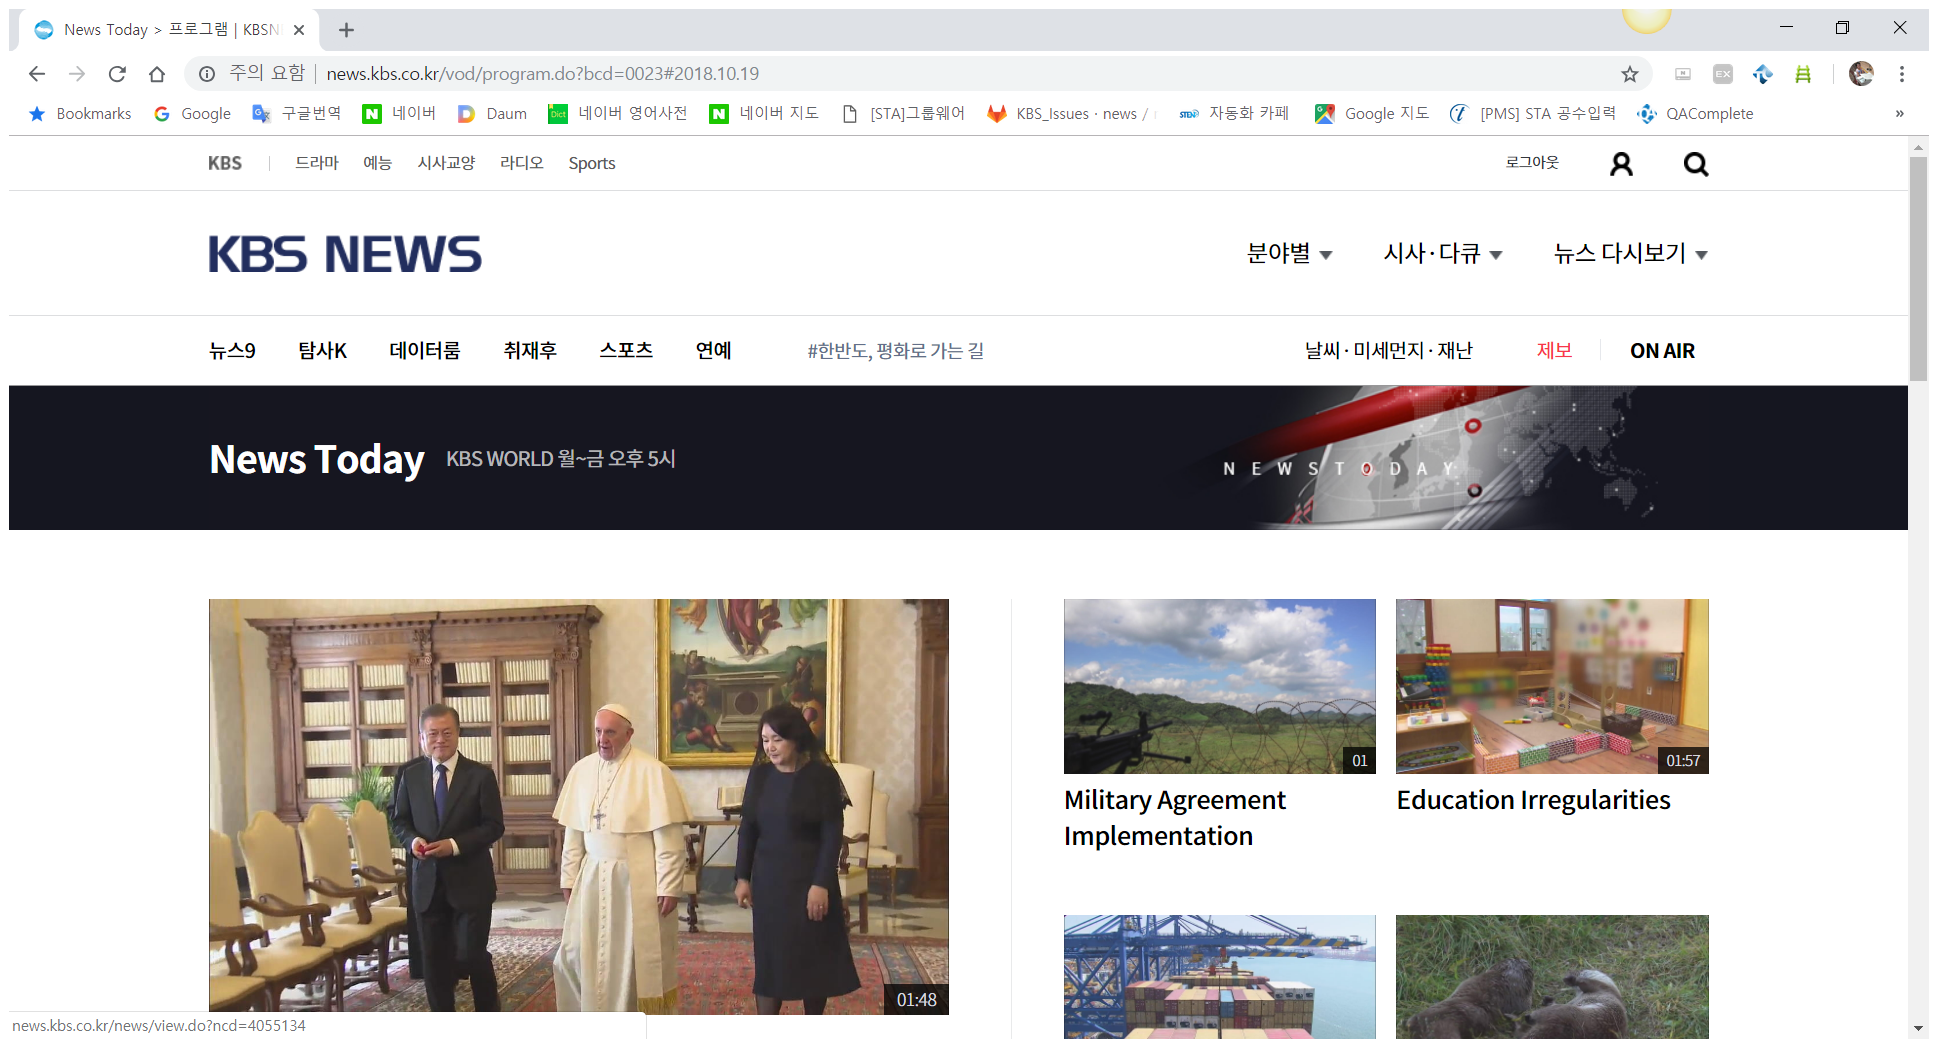 News Today > 프로그램 | KBSN
주의 요함 | news.kbs.co.kr/vod/program.do?bcd=0023#2018.10.19
Bookmarks Google 구글번역 네이버 Daum 네이버 영어사전 네이버 지도 [STA]그룹웨어 KBS_Issues · news / 자동화 카페 Google 지도 [PMS] STA 공수입력 QAComplete »
KBS 드라마 예능 시사교양 라디오 Sports 로그아웃
KBS NEWS 분야별 시사·다큐 뉴스 다시보기
뉴스9 탐사K 데이터룸 취재후 스포츠 연예 #한반도, 평화로 가는 길 날씨·미세먼지·재난 제보 ON AIR
News Today KBS WORLD 월~금 오후 5시
NEWSTODAY
01
01:57
Military Agreement
Implementation
Education Irregularities
01:48
news.kbs.co.kr/news/view.do?ncd=4055134